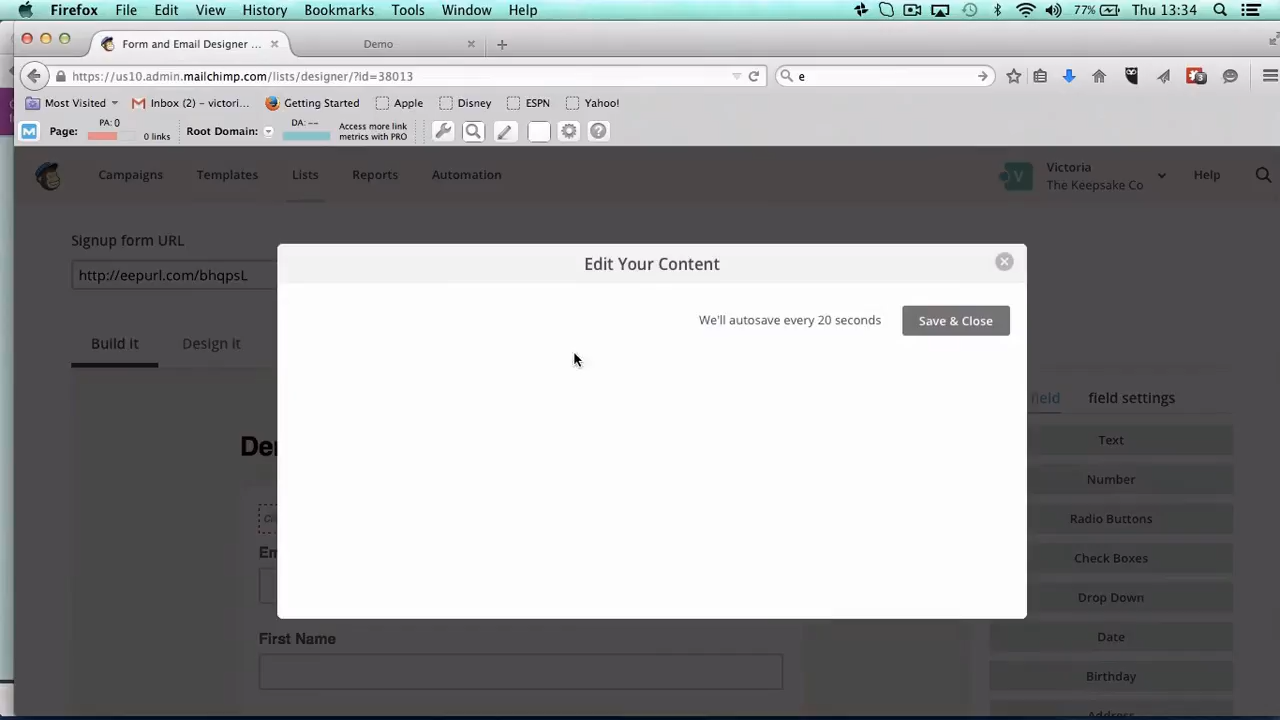 Firefox File Edit View History Bookmarks Tools Window Help 77% Thu 13:34
Form and Email Designer ... Demo
https://us10.admin.mailchimp.com/lists/designer/?id=38013 e
Most Visited Inbox (2) – victori... Getting Started Apple Disney ESPN Yahoo!
Page: PA: 0 0 links Root Domain: DA: -- Access more link metrics with PRO
Campaigns Templates Lists Reports Automation V Victoria Help
The Keepsake Co
Signup form URL
http://eepurl.com/bhqpsL
Edit Your Content
We'll autosave every 20 seconds Save & Close
Build it Design it
field field settings
Text
Number
Radio Buttons
Check Boxes
Drop Down
First Name
Date
Birthday
Address